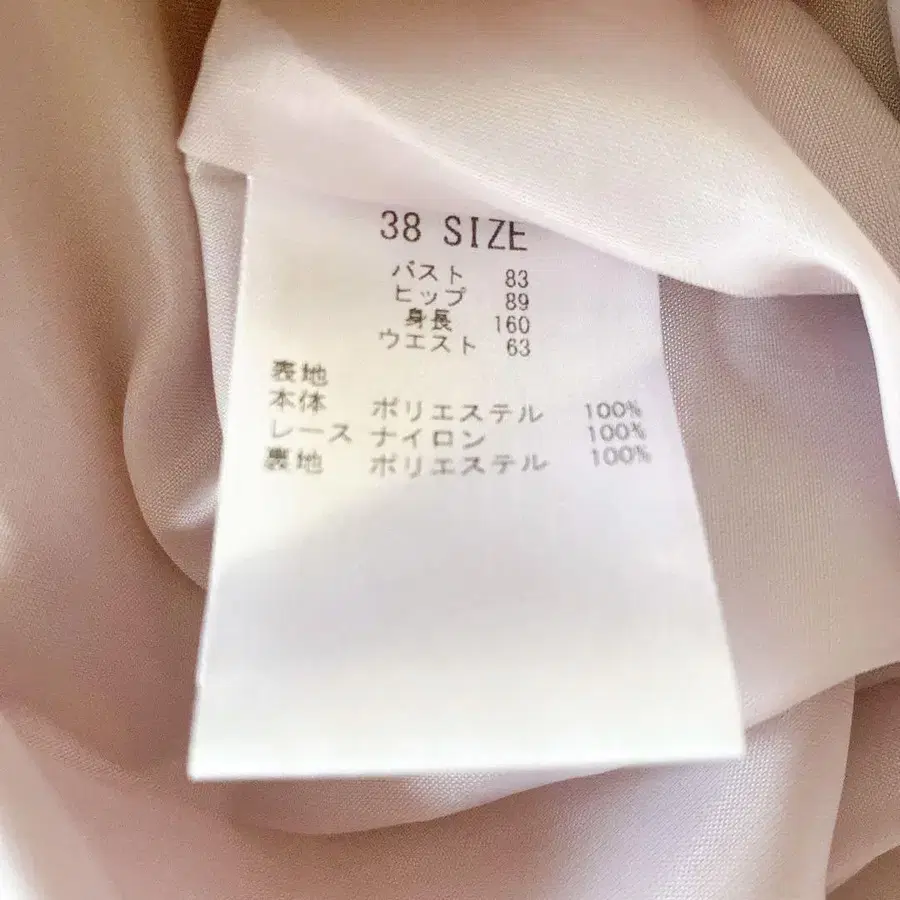 38 SIZE
バスト 83
ヒップ 89
身長 160
ウエスト 63
表地
本体 ポリエステル 100%
レース ナイロン 100%
裏地 ポリエステル 100%